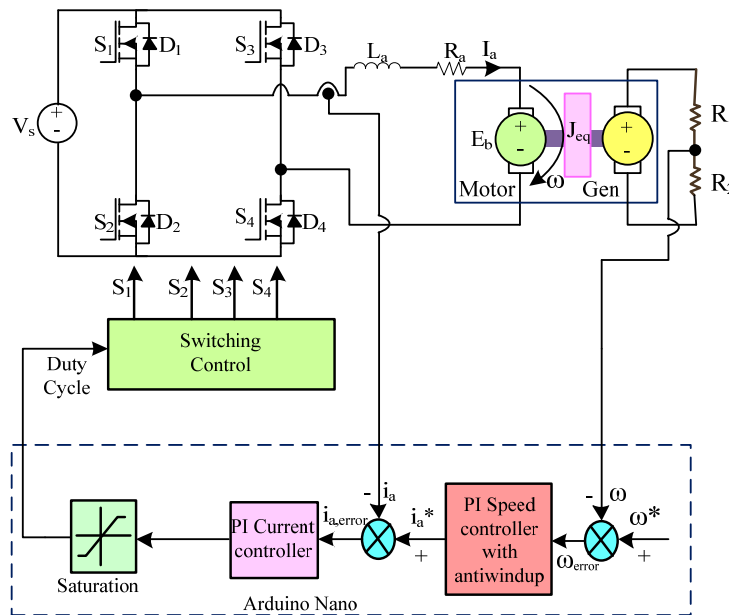 S1 D1 S3 D3
La Ra Ia
Vs
Eb Jeq
ω
Motor Gen
S2 D2 S4 D4
S1 S2 S3 S4
Switching
Control
Duty
Cycle
- ia
- ω
ω*
+
ia,error
ia*
+
ωerror
PI Speed
controller
with
antiwindup
PI Current
controller
Saturation
Arduino Nano
+
-
+
-
+
-